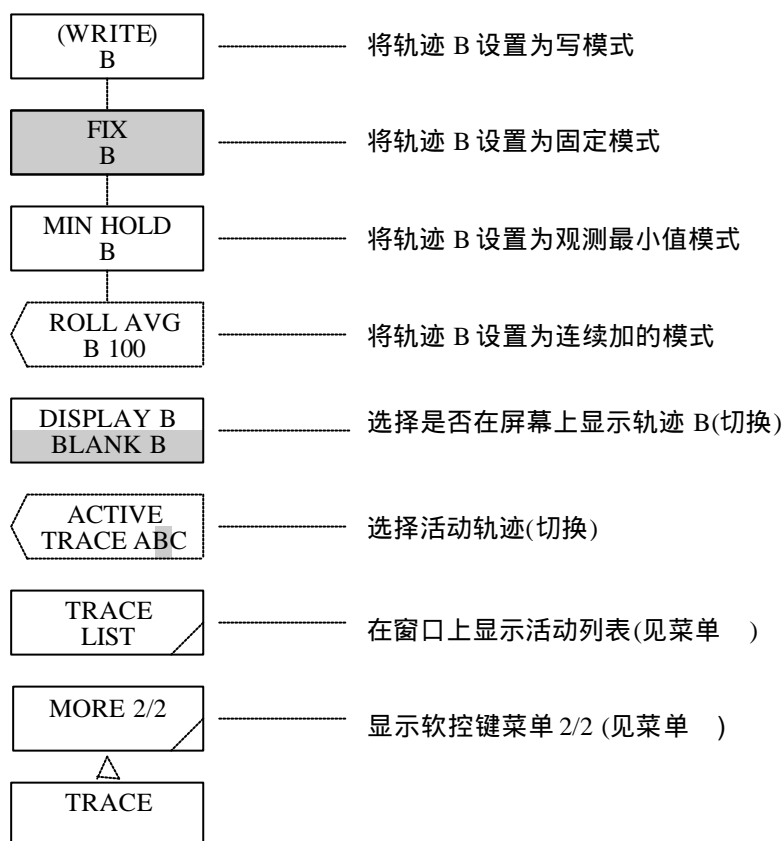 (WRITE)
B
将轨迹 B 设置为写模式
FIX
B
将轨迹 B 设置为固定模式
MIN HOLD
B
将轨迹 B 设置为观测最小值模式
ROLL AVG
B 100
将轨迹 B 设置为连续加的模式
DISPLAY B
BLANK B
选择是否在屏幕上显示轨迹 B(切换)
ACTIVE
TRACE ABC
选择活动轨迹(切换)
TRACE
LIST
在窗口上显示活动列表(见菜单 )
MORE 2/2
显示软控键菜单 2/2 (见菜单 )
TRACE